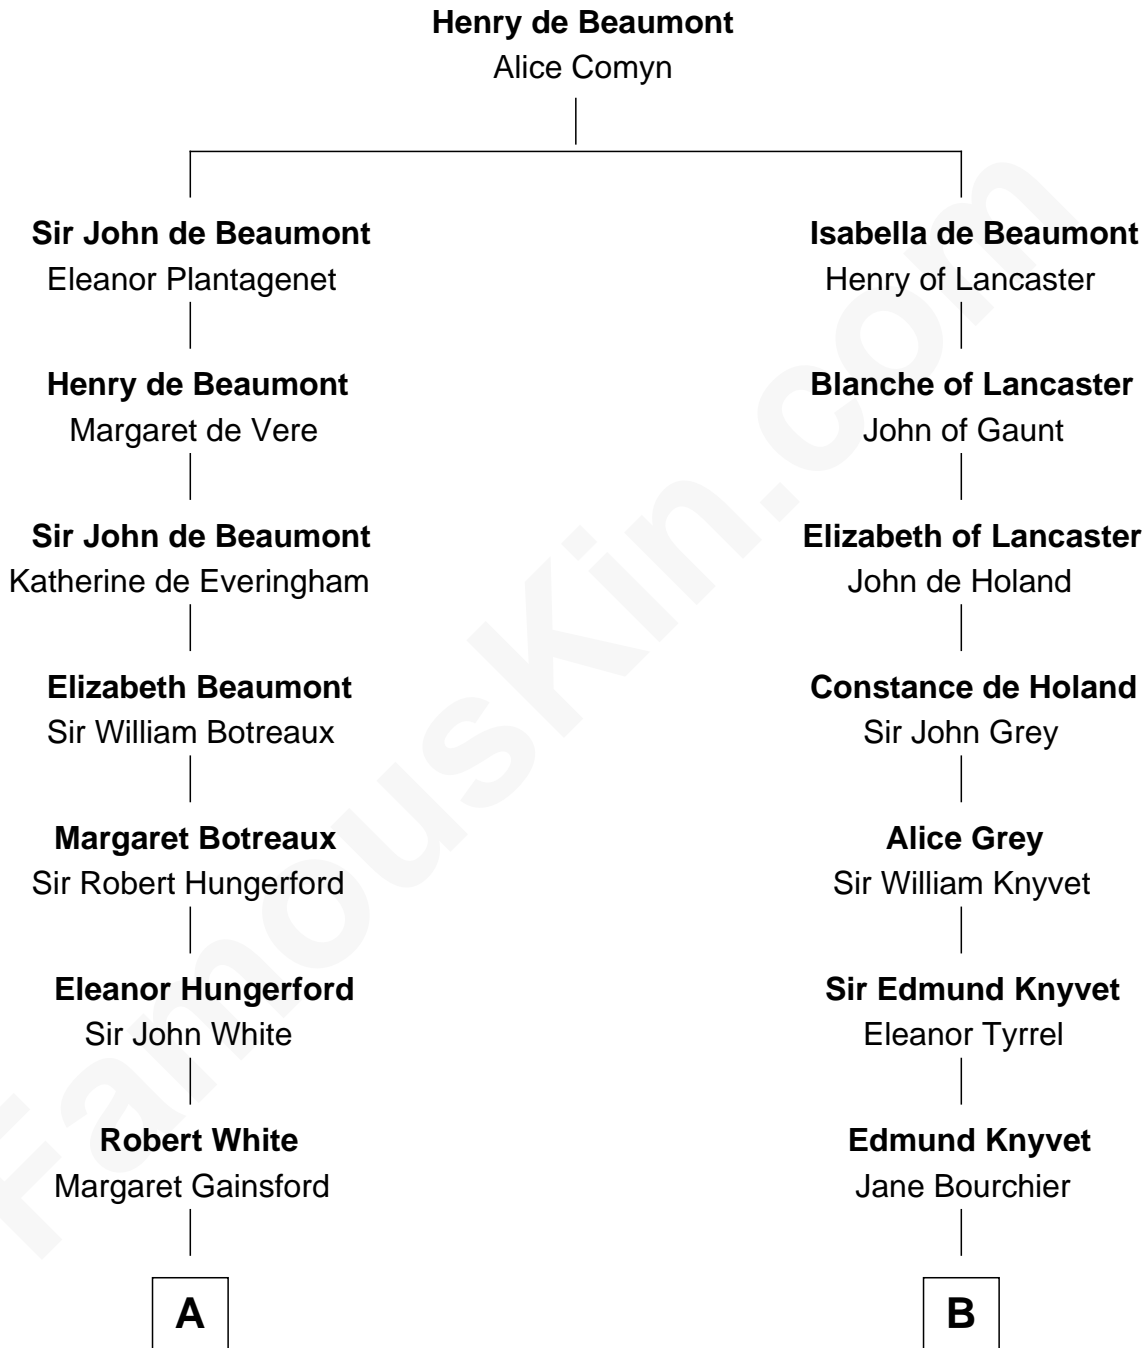 Henry de Beaumont
Alice Comyn
Sir John de Beaumont
Eleanor Plantagenet
Isabella de Beaumont
Henry of Lancaster
Henry de Beaumont
Margaret de Vere
Blanche of Lancaster
John of Gaunt
Sir John de Beaumont
Katherine de Everingham
Elizabeth of Lancaster
John de Holand
Elizabeth Beaumont
Sir William Botreaux
Constance de Holand
Sir John Grey
Margaret Botreaux
Sir Robert Hungerford
Alice Grey
Sir William Knyvet
Eleanor Hungerford
Sir John White
Sir Edmund Knyvet
Eleanor Tyrrel
Robert White
Margaret Gainsford
Edmund Knyvet
Jane Bourchier
A
B
FamousKin.com